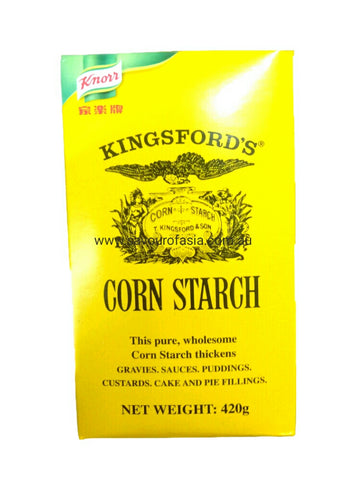 Knorr
家樂牌
KINGSFORD'S®
CORN STARCH
T. KINGSFORD & SON
www.savourofasia.com.au
CORN STARCH
This pure, wholesome
Corn Starch thickens
GRAVIES. SAUCES. PUDDINGS.
CUSTARDS. CAKE AND PIE FILLINGS.
NET WEIGHT: 420g